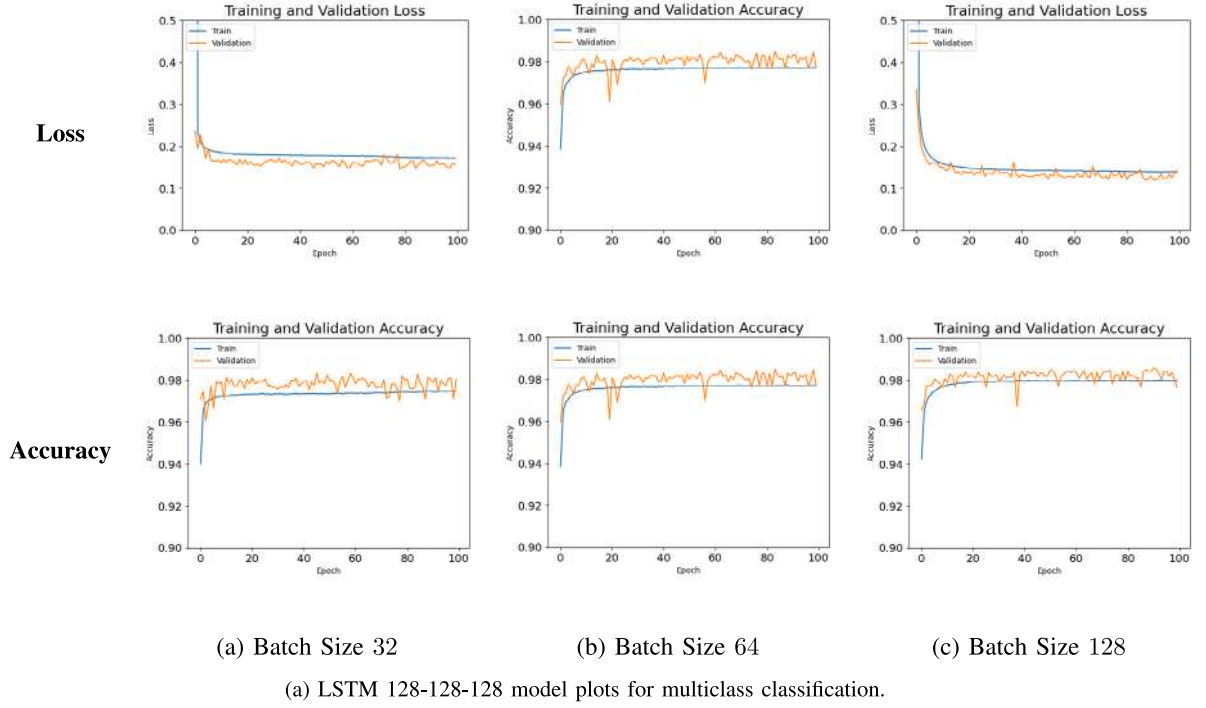 Training and Validation Loss
Train
Validation
0.5
0.4
0.3
0.2
0.1
0.0
Loss
0 20 40 60 80 100
Epoch
Training and Validation Accuracy
Train
Validation
1.00
0.98
0.96
0.94
0.92
0.90
Accuracy
0 20 40 60 80 100
Epoch
Training and Validation Loss
Train
Validation
0.5
0.4
0.3
0.2
0.1
0.0
Loss
0 20 40 60 80 100
Epoch
Loss
Training and Validation Accuracy
Train
Validation
1.00
0.98
0.96
0.94
0.92
0.90
Accuracy
0 20 40 60 80 100
Epoch
Training and Validation Accuracy
Train
Validation
1.00
0.98
0.96
0.94
0.92
0.90
Accuracy
0 20 40 60 80 100
Epoch
Training and Validation Accuracy
Train
Validation
1.00
0.98
0.96
0.94
0.92
0.90
Accuracy
0 20 40 60 80 100
Epoch
Accuracy
(a) Batch Size 32
(b) Batch Size 64
(c) Batch Size 128
(a) LSTM 128-128-128 model plots for multiclass classification.